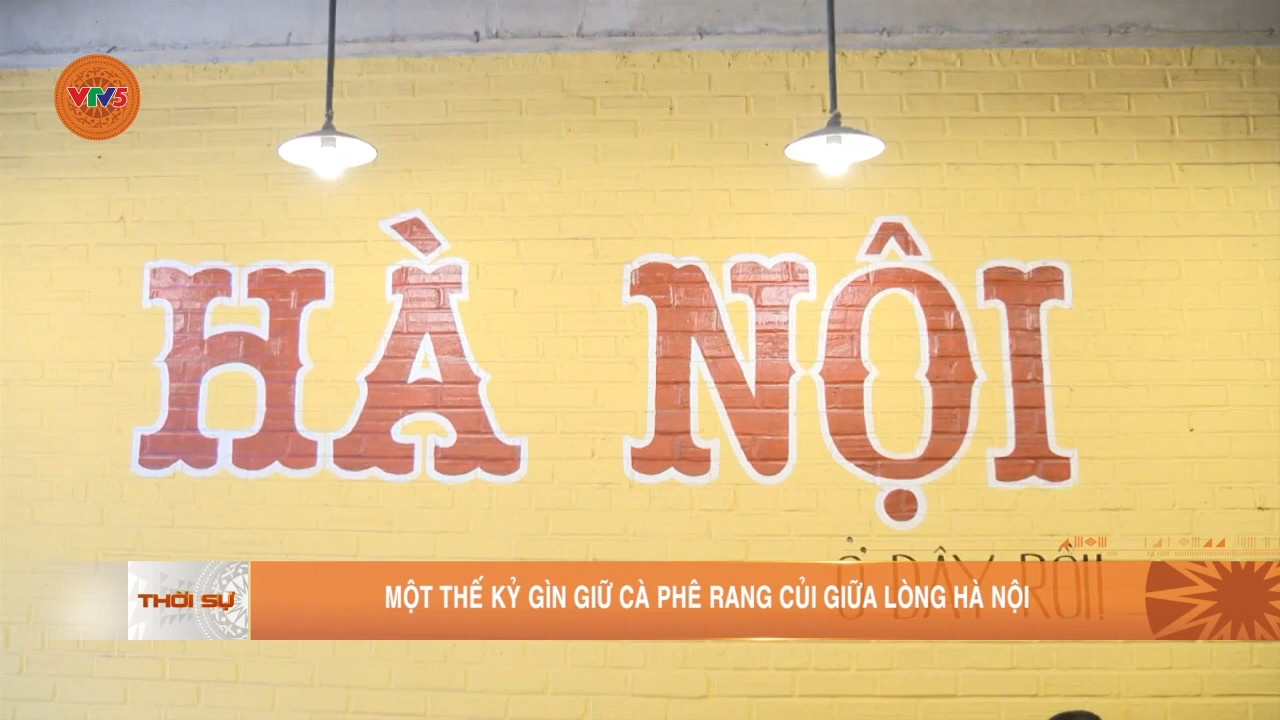 VTV5
HÀ NỘI
Ở ĐÂY RỒI!
THỜI SỰ
MỘT THẾ KỶ GÌN GIỮ CÀ PHÊ RANG CỦI GIỮA LÒNG HÀ NỘI